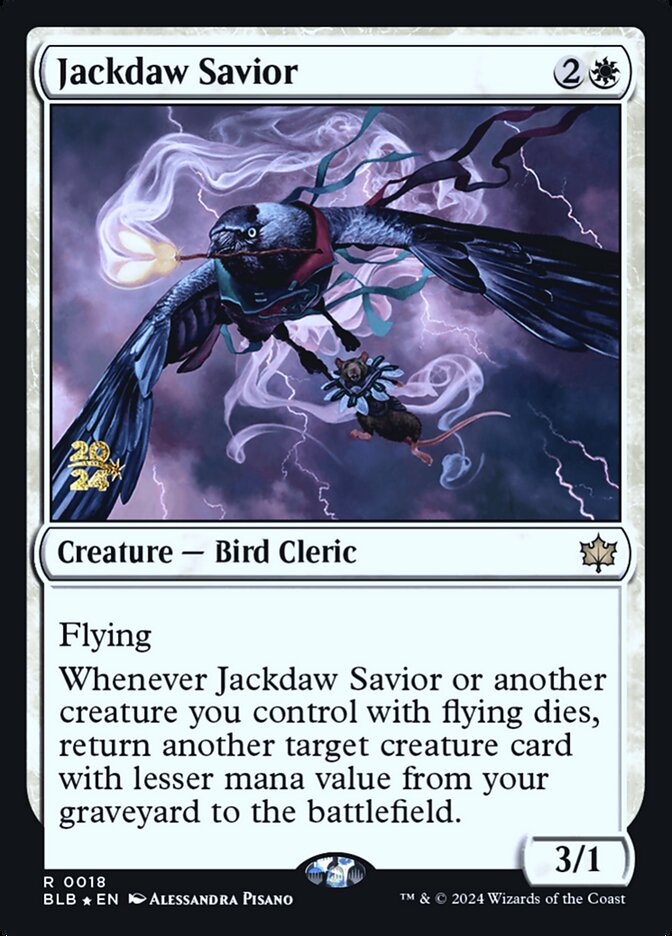 Jackdaw Savior
2
20
24
Creature — Bird Cleric
Flying
Whenever Jackdaw Savior or another
creature you control with flying dies,
return another target creature card
with lesser mana value from your
graveyard to the battlefield.
3/1
R 0018
BLB ★ EN Alessandra Pisano
™ & © 2024 Wizards of the Coast